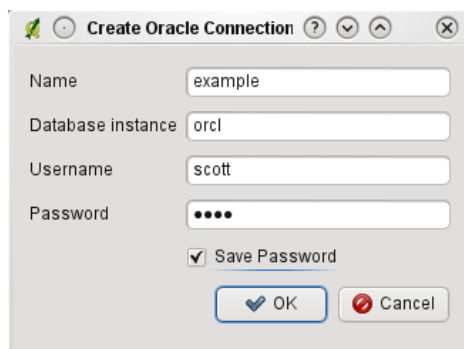 Create Oracle Connection
Name example
Database instance orcl
Username scott
Password ●●●●
Save Password
OK Cancel